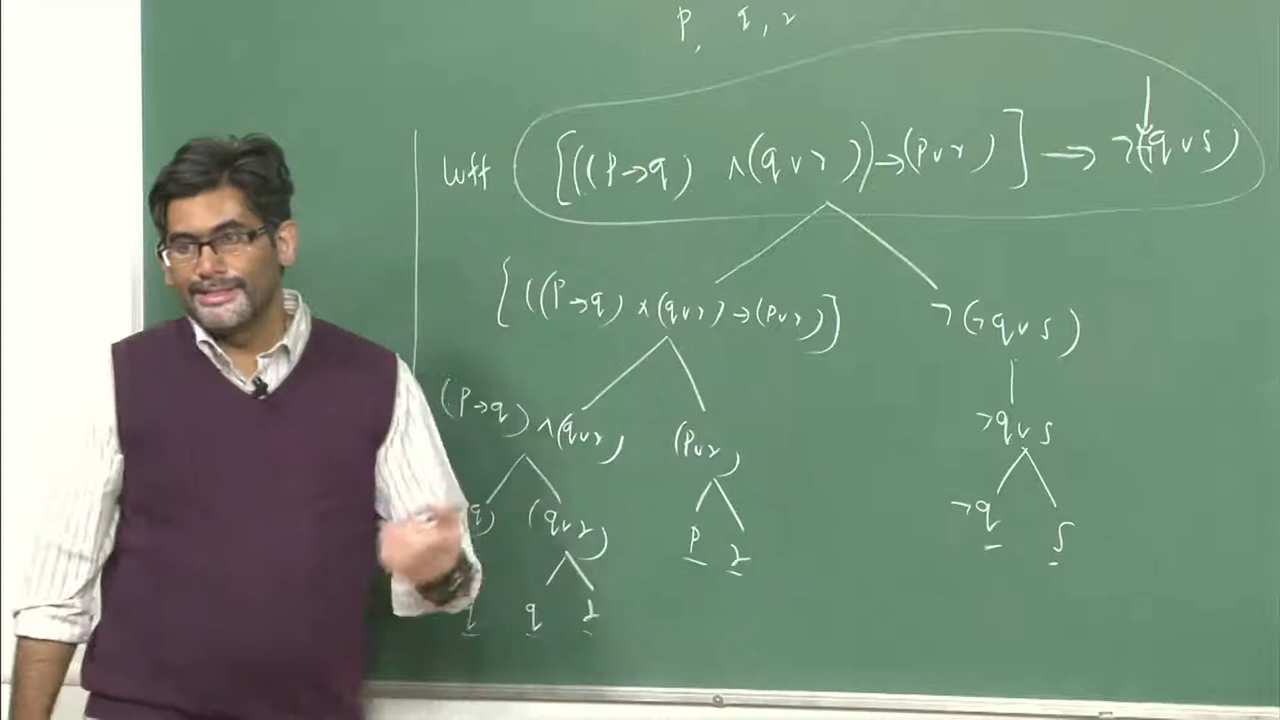 p, q, r
Wff [((p→q) ∧(q∨r))→(p∨r)] → ¬(¬q∨s)
[((p→q) ∧(q∨r)→(p∨r)] ¬(¬q∨s)
(p→q) ∧(q∨r) (p∨r) ¬q∨s
q) (q∨r) p r ¬q s
q q r